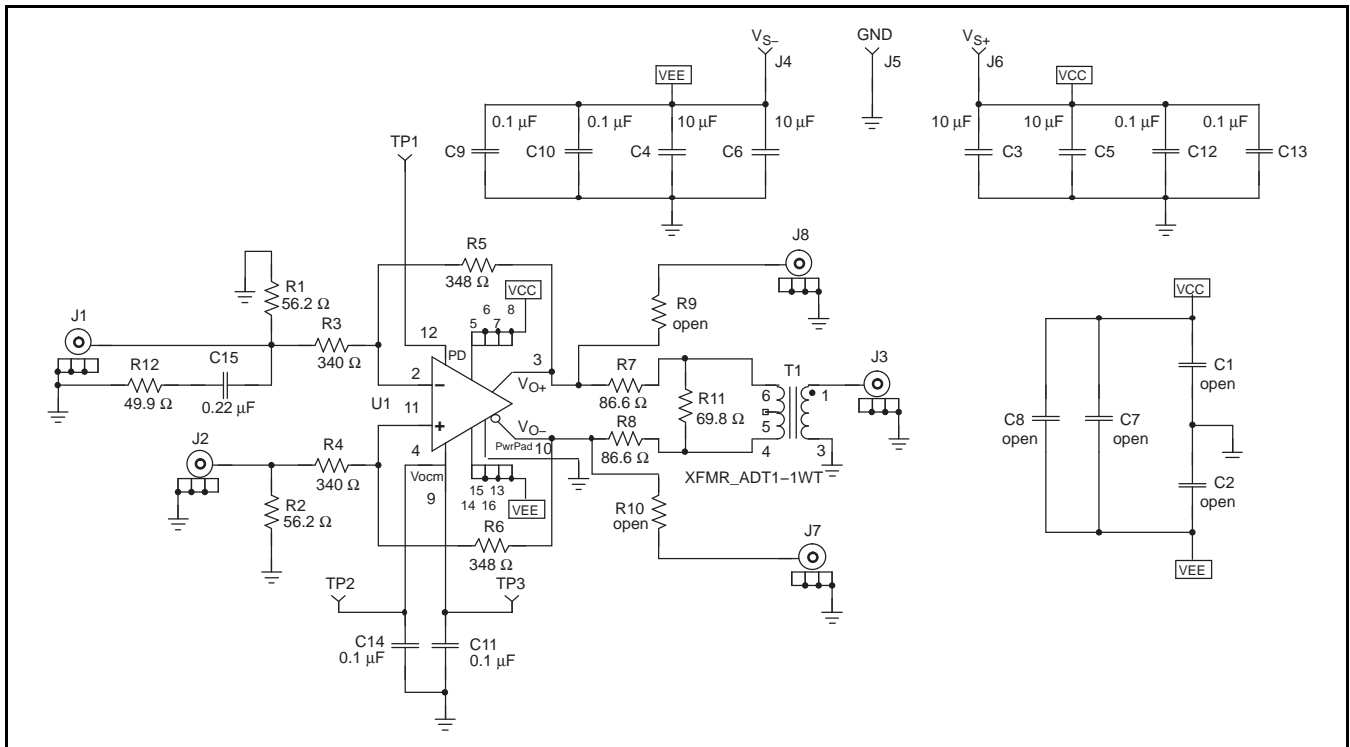 VS− GND VS+
J4 J5 J6
VEE VCC
0.1 µF 0.1 µF 10 µF 10 µF 10 µF 10 µF 0.1 µF 0.1 µF
C9 C10 C4 C6 C3 C5 C12 C13
TP1
R5
348 Ω
J8
VCC
6 8
5 7
R1
56.2 Ω
R9
open
VCC
J1
R3
340 Ω
12
PD
3
VO+
R7
86.6 Ω
T1
J3
R12
49.9 Ω
C15
0.22 µF
2
−
U1
11
+
R11
69.8 Ω
6
5
4
1
3
C1
open
C8
open
C7
open
J2
R4
340 Ω
4
Vocm
9
VO−
PwrPad 10
R8
86.6 Ω
XFMR_ADT1−1WT
C2
open
R2
56.2 Ω
15 13
14 16
VEE
R10
open
R6
348 Ω
J7
VEE
TP2 TP3
C14
0.1 µF
C11
0.1 µF